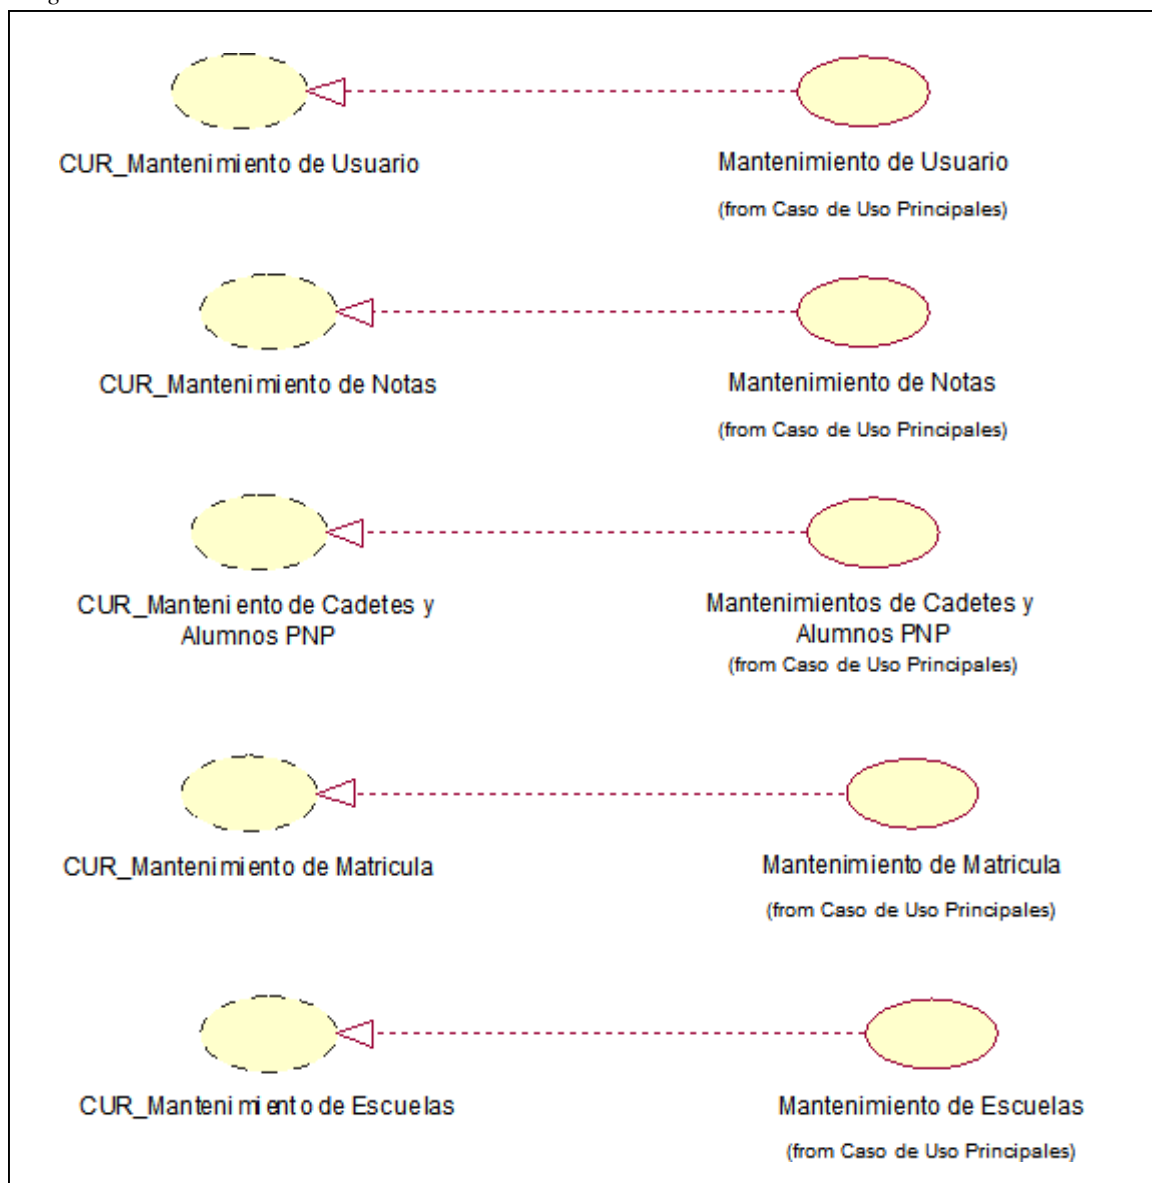 CUR_Mantenimiento de Usuario
Mantenimiento de Usuario
(from Caso de Uso Principales)
CUR_Mantenimiento de Notas
Mantenimiento de Notas
(from Caso de Uso Principales)
CUR_Manteniento de Cadetes y
Alumnos PNP
Mantenimientos de Cadetes y
Alumnos PNP
(from Caso de Uso Principales)
CUR_Mantenimiento de Matricula
Mantenimiento de Matricula
(from Caso de Uso Principales)
CUR_Mantenimiento de Escuelas
Mantenimiento de Escuelas
(from Caso de Uso Principales)